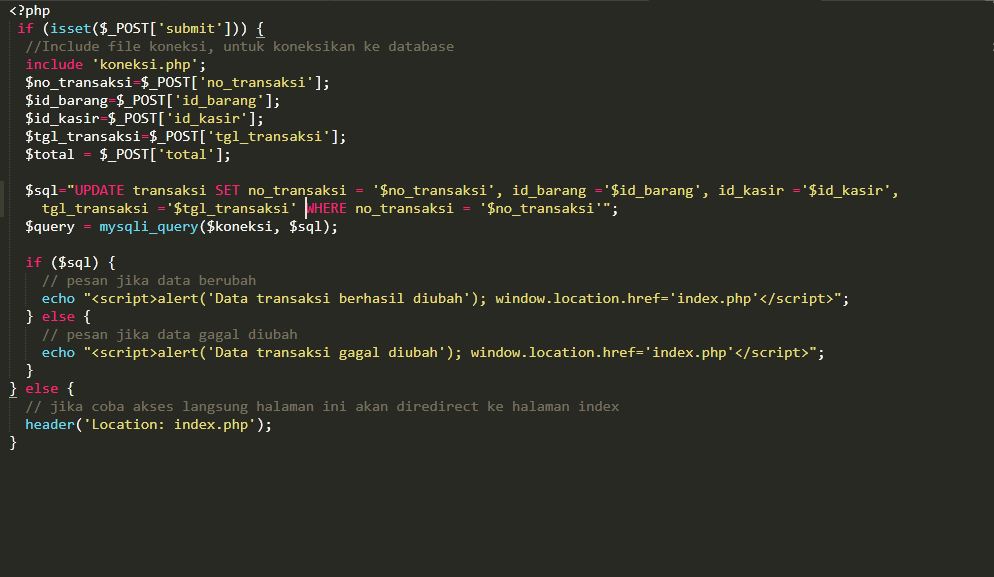 <?php
if (isset($_POST['submit'])) {
//Include file koneksi, untuk koneksikan ke database
include 'koneksi.php';
$no_transaksi=$_POST['no_transaksi'];
$id_barang=$_POST['id_barang'];
$id_kasir=$_POST['id_kasir'];
$tgl_transaksi=$_POST['tgl_transaksi'];
$total = $_POST['total'];
$sql="UPDATE transaksi SET no_transaksi = '$no_transaksi', id_barang ='$id_barang', id_kasir ='$id_kasir',
tgl_transaksi ='$tgl_transaksi' WHERE no_transaksi = '$no_transaksi'";
$query = mysqli_query($koneksi, $sql);
if ($sql) {
// pesan jika data berubah
echo "<script>alert('Data transaksi berhasil diubah'); window.location.href='index.php'</script>";
} else {
// pesan jika data gagal diubah
echo "<script>alert('Data transaksi gagal diubah'); window.location.href='index.php'</script>";
}
} else {
// jika coba akses langsung halaman ini akan diredirect ke halaman index
header('Location: index.php');
}